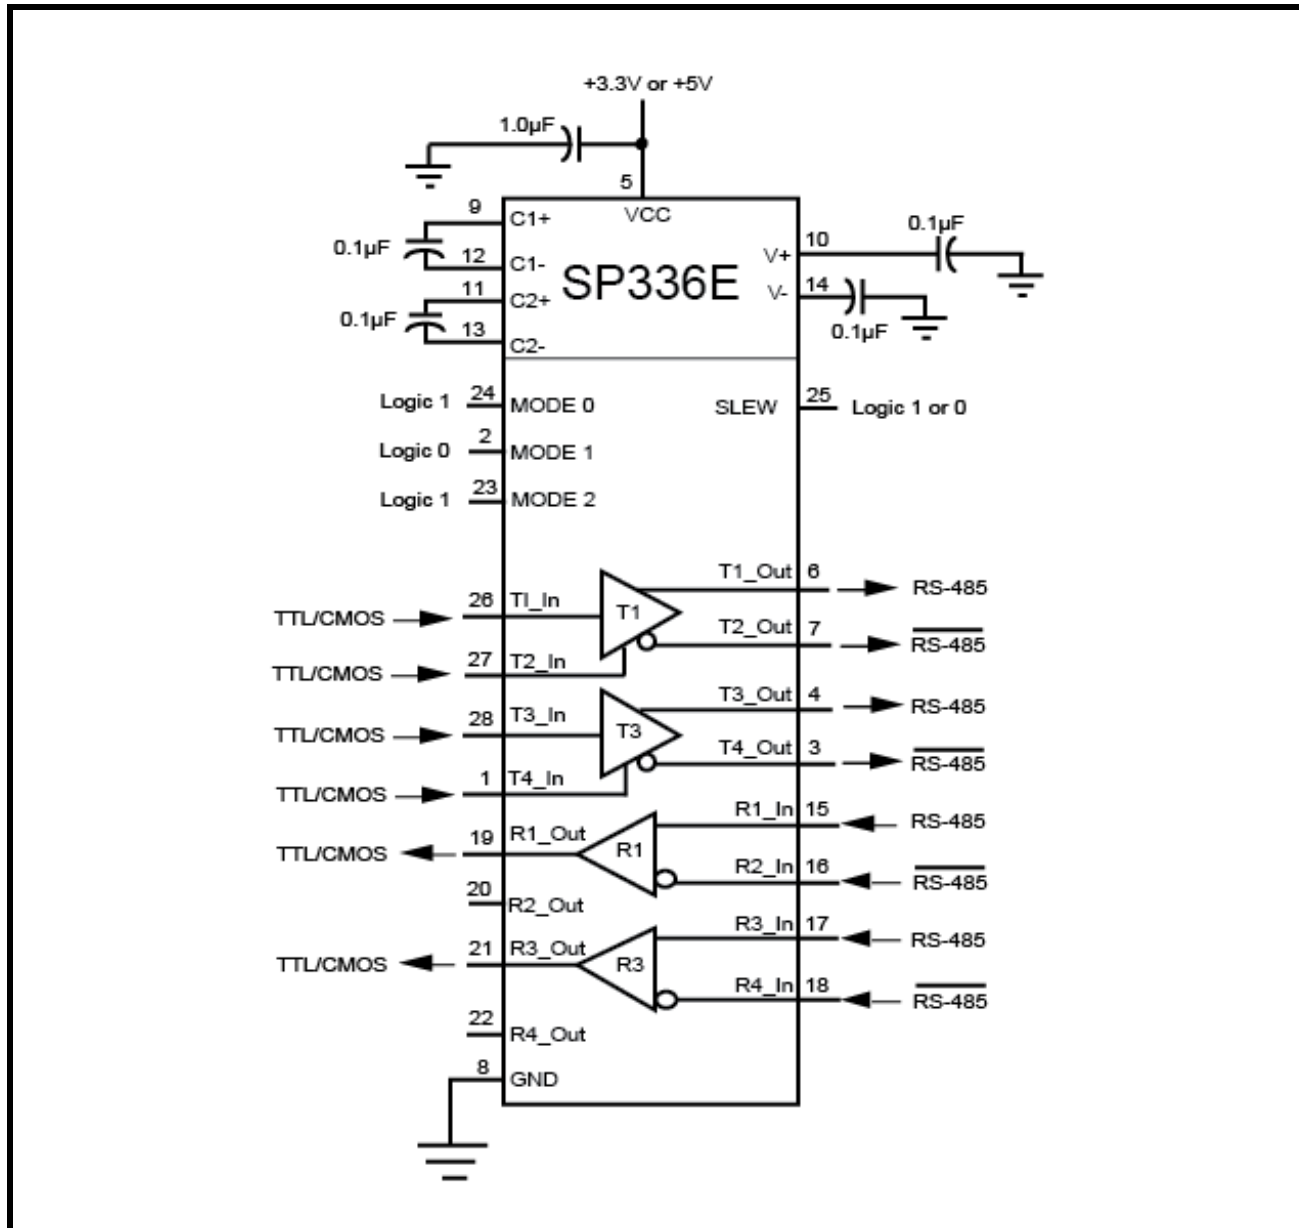 +3.3V or +5V
1.0µF
5
VCC
9 C1+
0.1µF
12 C1-
11 C2+
0.1µF
13 C2-
SP336E
V+ 10 0.1µF
V- 14
0.1µF
Logic 1 24 MODE 0
SLEW 25 Logic 1 or 0
Logic 0 2 MODE 1
Logic 1 23 MODE 2
T1_Out 6 RS-485
TTL/CMOS 26 TI_In T1
T2_Out 7 RS-485
TTL/CMOS 27 T2_In
T3_Out 4 RS-485
TTL/CMOS 28 T3_In T3
T4_Out 3 RS-485
TTL/CMOS 1 T4_In
R1_In 15 RS-485
TTL/CMOS 19 R1_Out R1
R2_In 16 RS-485
20 R2_Out
R3_In 17 RS-485
TTL/CMOS 21 R3_Out R3
R4_In 18 RS-485
22 R4_Out
8 GND